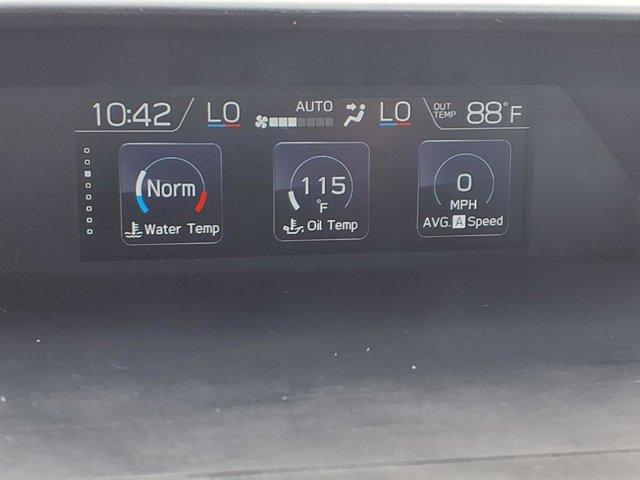 10:42 LO AUTO LO OUT TEMP 88°F
Norm
Water Temp
115
°F
Oil Temp
0
MPH
AVG. A Speed